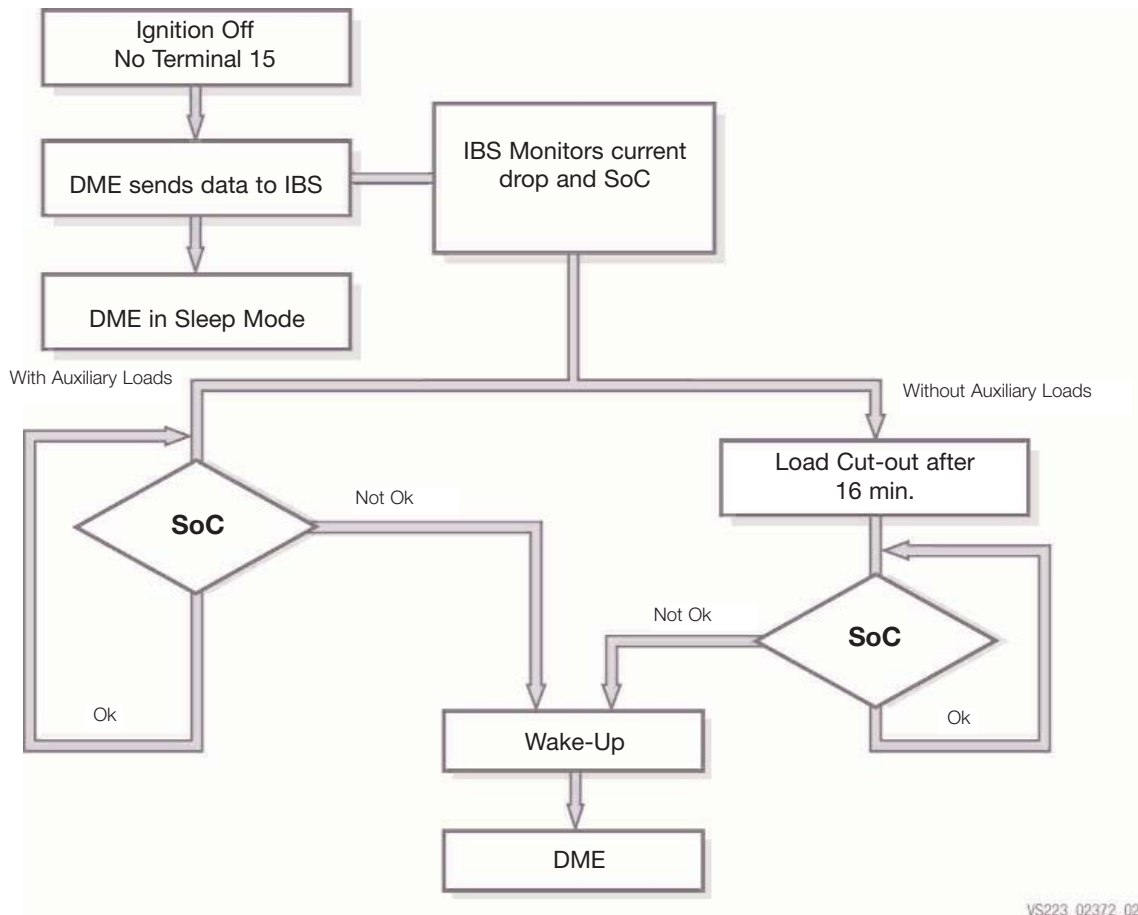 Ignition Off
No Terminal 15
DME sends data to IBS
IBS Monitors current
drop and SoC
DME in Sleep Mode
With Auxiliary Loads
Without Auxiliary Loads
Load Cut-out after
16 min.
SoC
Not Ok
Not Ok
SoC
Ok
Ok
Wake-Up
DME
VS223_02372_02